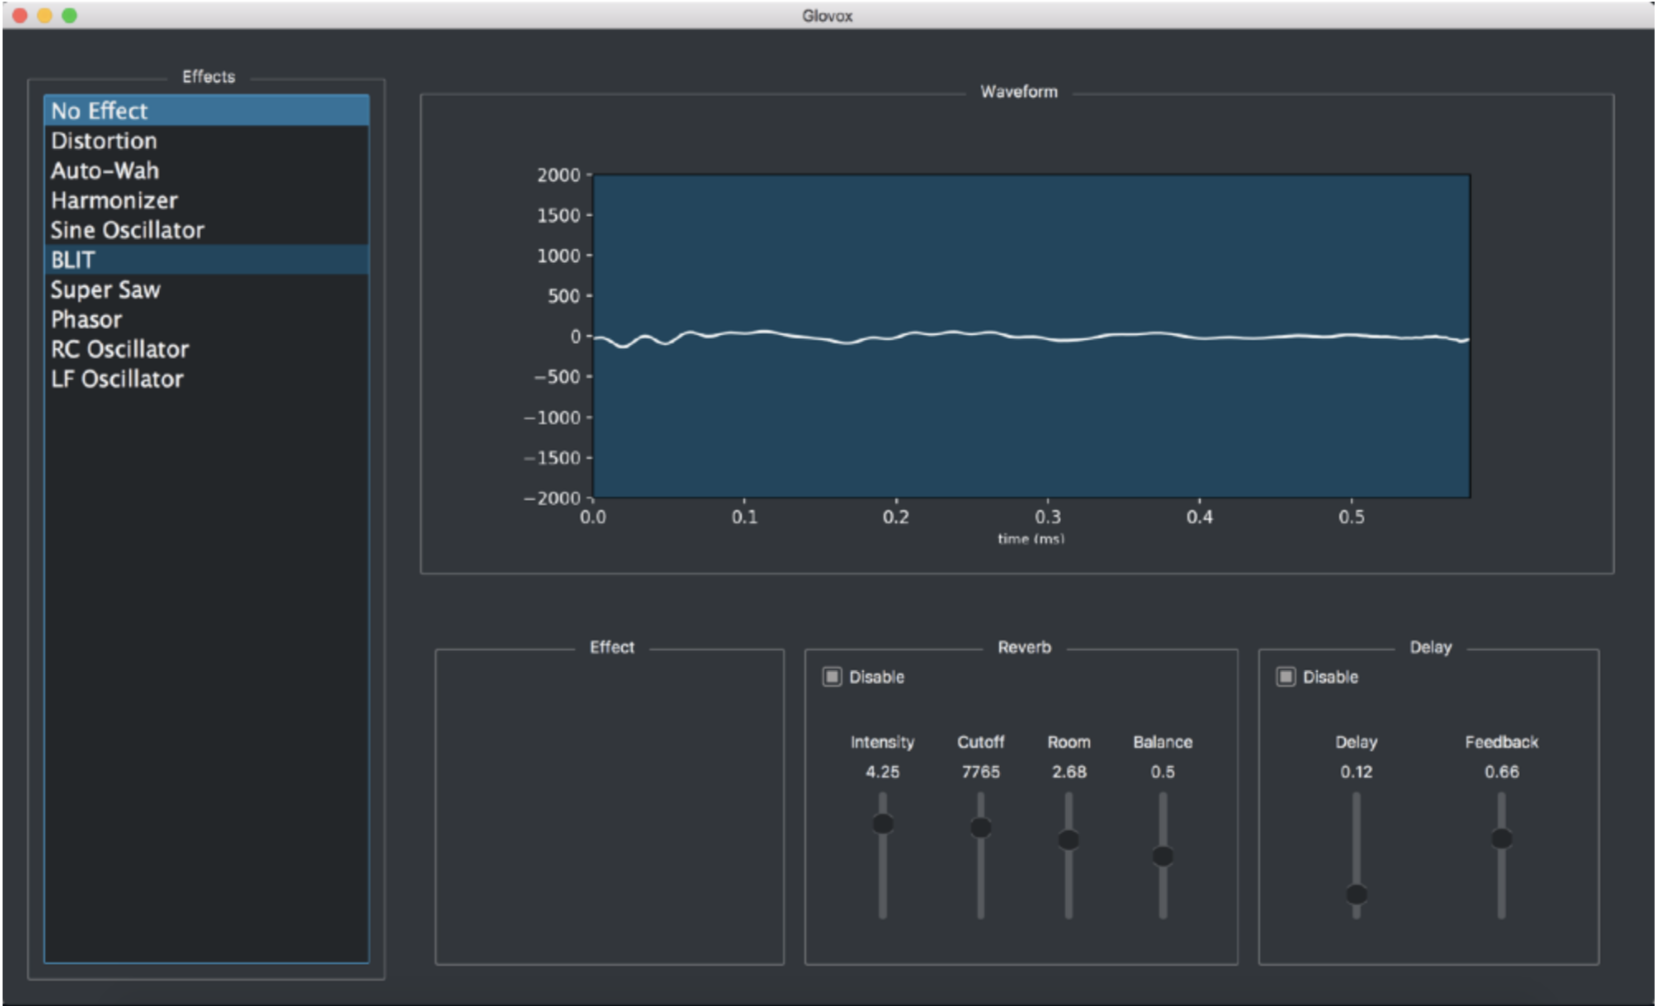 Glovox
Effects
No Effect
Distortion
Auto-Wah
Harmonizer
Sine Oscillator
BLIT
Super Saw
Phasor
RC Oscillator
LF Oscillator
Waveform
2000
1500
1000
500
0
−500
−1000
−1500
−2000
0.0 0.1 0.2 0.3 0.4 0.5
time (ms)
Effect
Reverb
Disable
Intensity Cutoff Room Balance
4.25 7765 2.68 0.5
Delay
Disable
Delay Feedback
0.12 0.66